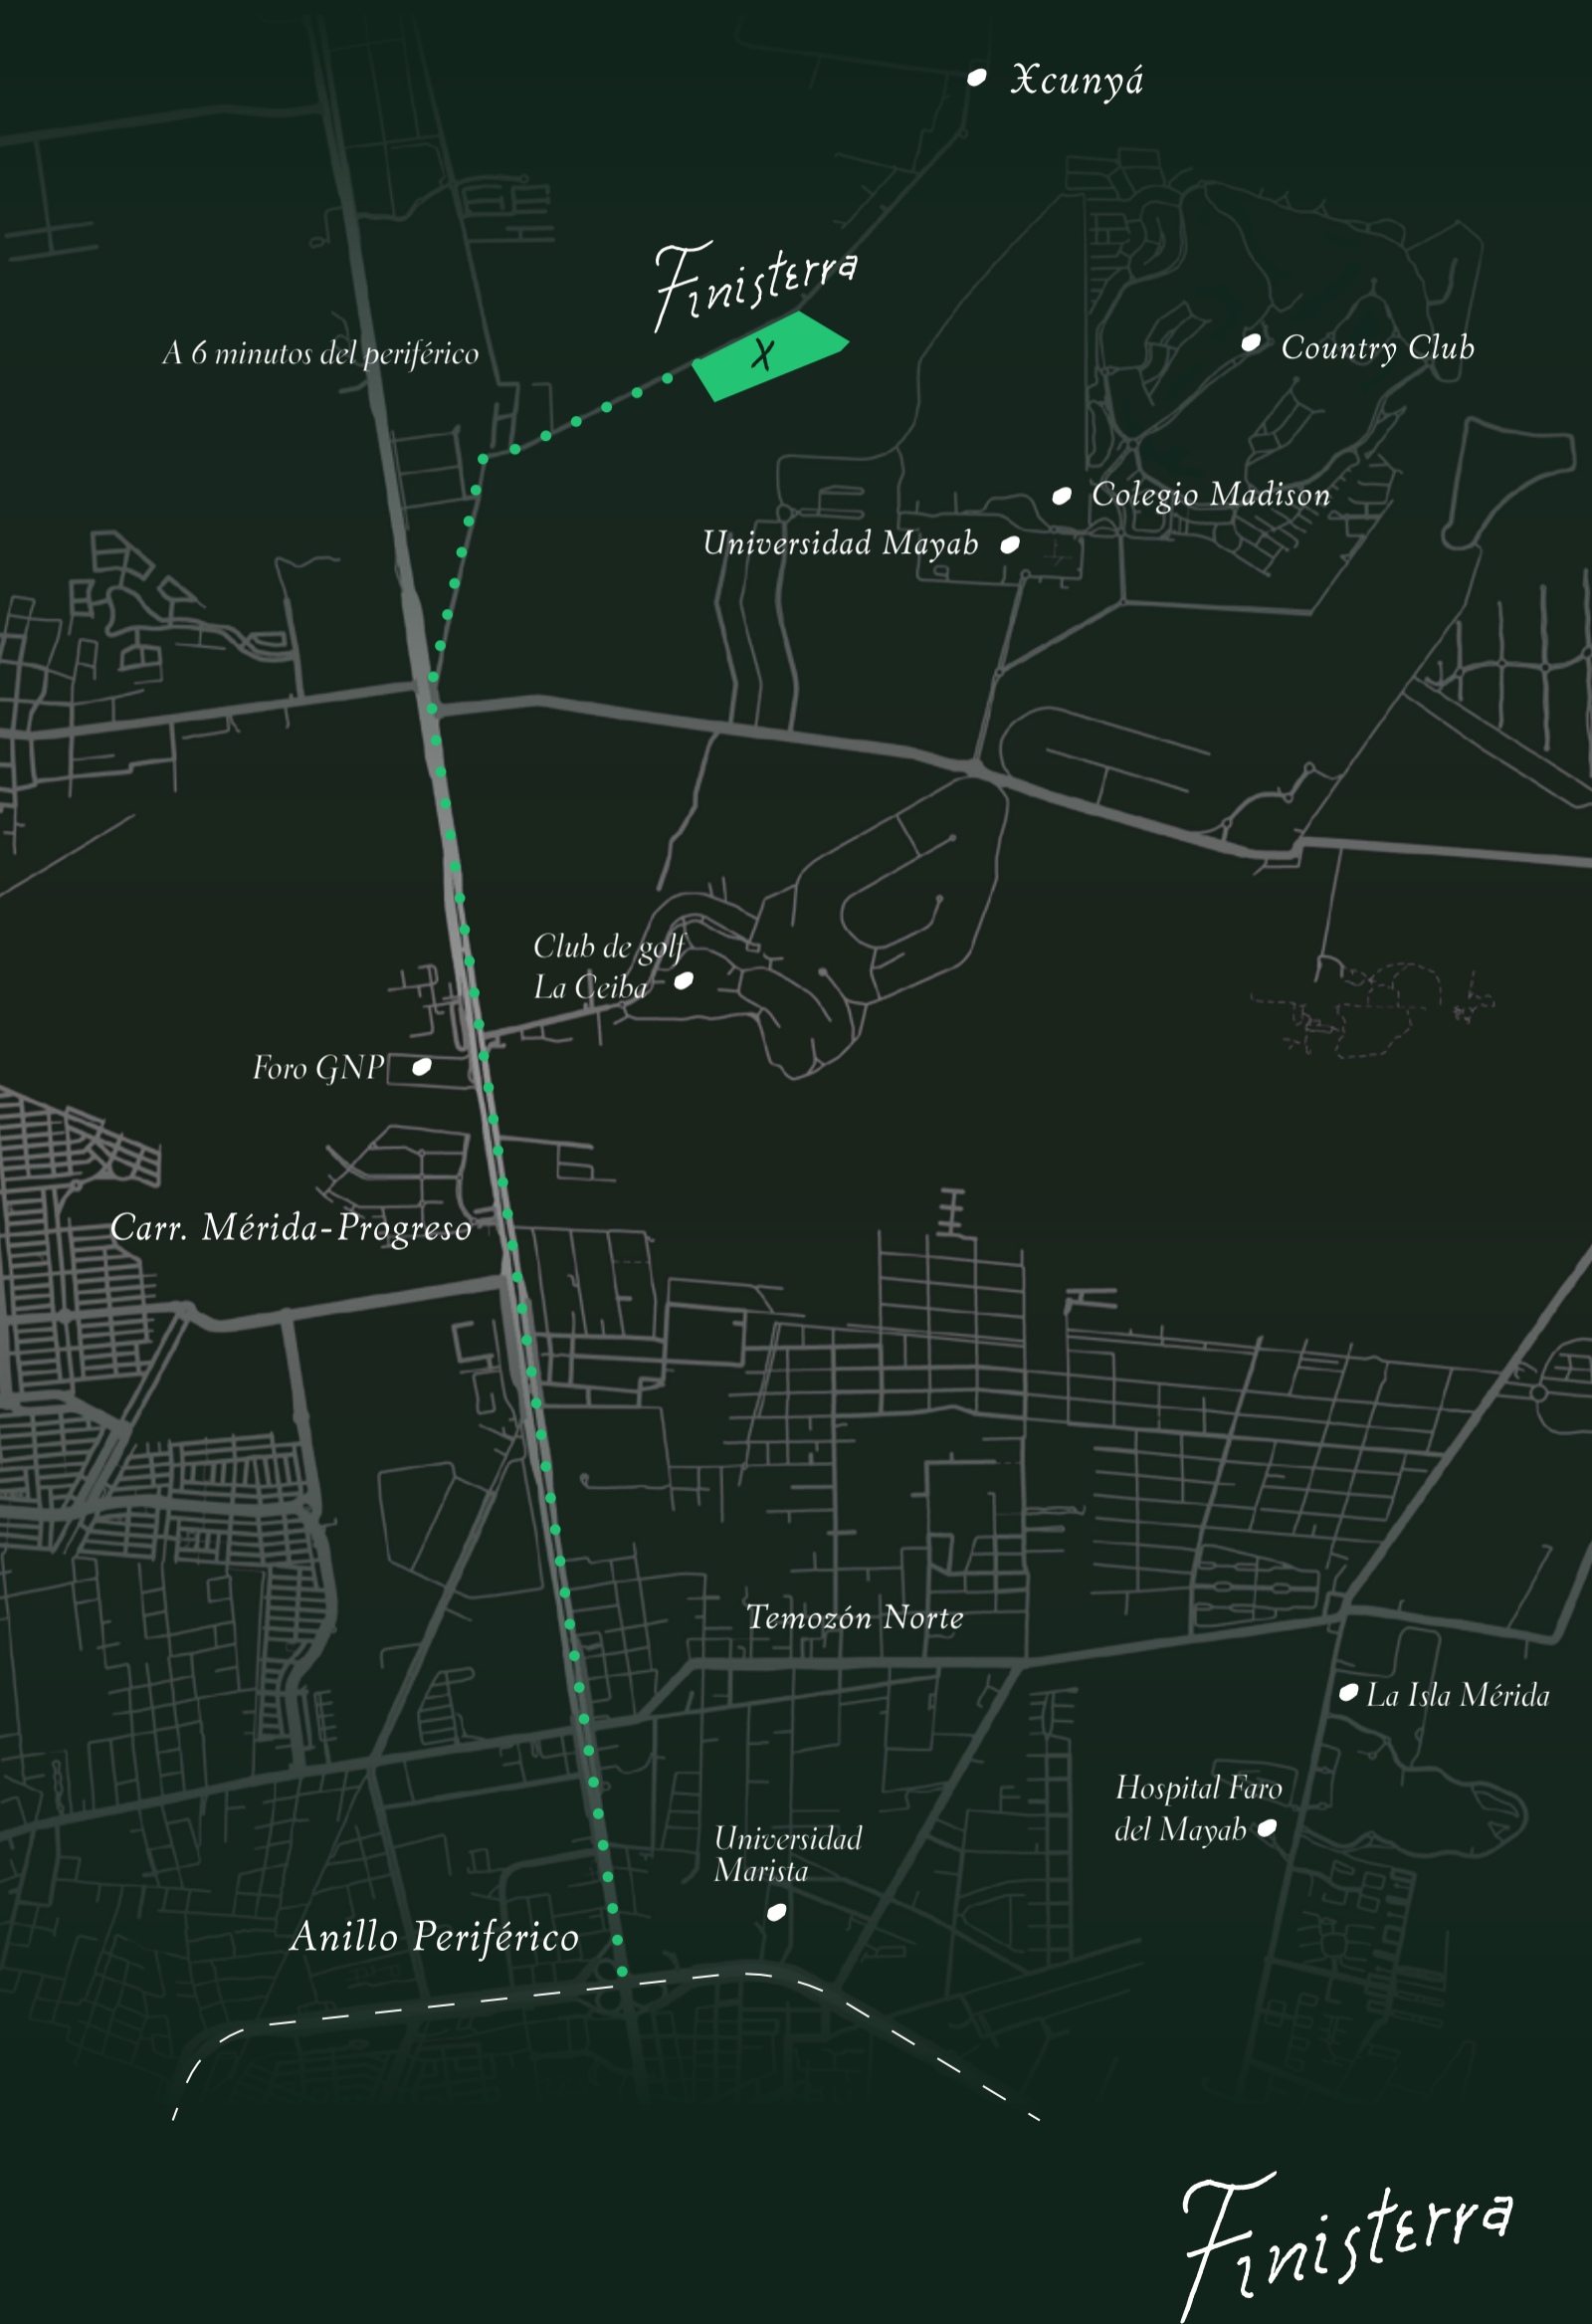 Xcunyá
Finisterra
X
A 6 minutos del periférico
Country Club
Colegio Madison
Universidad Mayab
Club de golf
La Ceiba
Foro GNP
Carr. Mérida-Progreso
Temozón Norte
La Isla Mérida
Hospital Faro
del Mayab
Universidad
Marista
Anillo Periférico
Finisterra